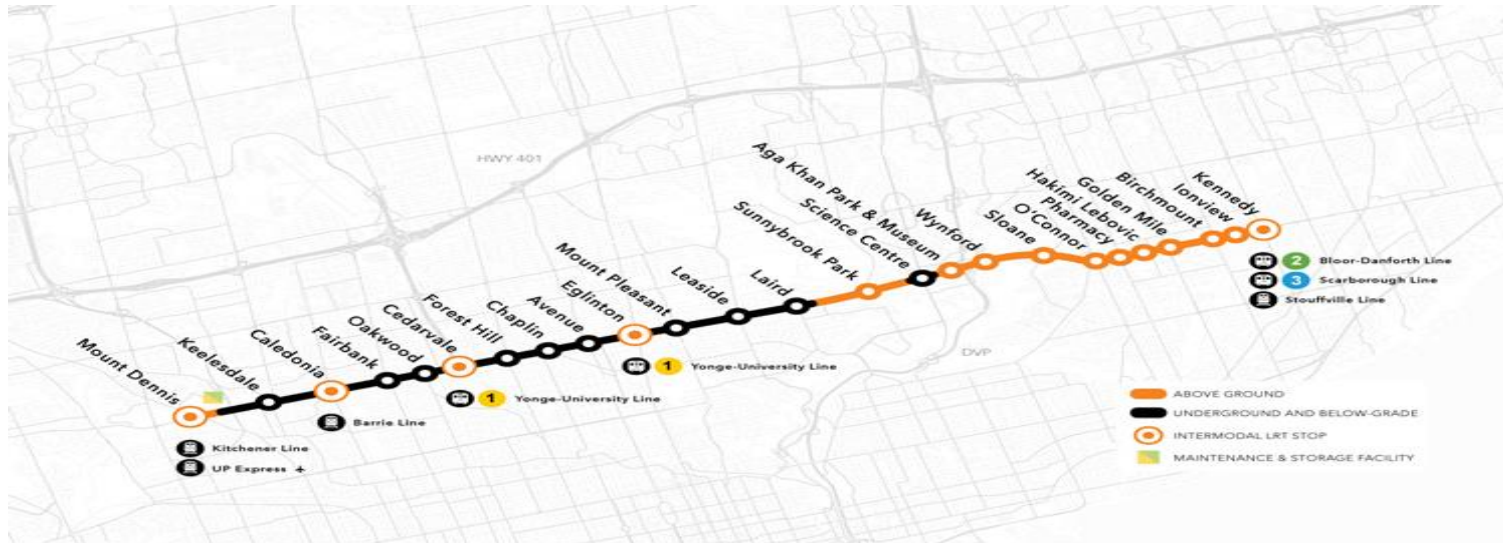 HWY 401
Mount Dennis
Keelesdale
Caledonia
Fairbank
Oakwood
Cedarvale
Forest Hill
Chaplin
Avenue
Eglinton
Mount Pleasant
Leaside
Laird
Sunnybrook Park
Science Centre
Aga Khan Park & Museum
Wynford
Sloane
O'Connor
Pharmacy
Hakimi Lebovic
Golden Mile
Birchmount
Ionview
Kennedy
2 Bloor-Danforth Line
3 Scarborough Line
Stouffville Line
DVP
1 Yonge-University Line
1 Yonge-University Line
Barrie Line
Kitchener Line
UP Express
ABOVE GROUND
UNDERGROUND AND BELOW-GRADE
INTERMODAL LRT STOP
MAINTENANCE & STORAGE FACILITY